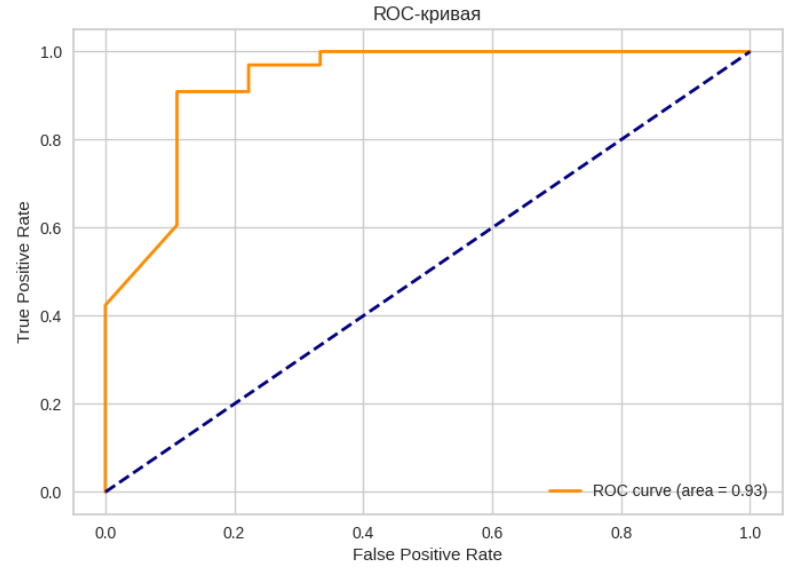 ROC-кривая
True Positive Rate
1.0
0.8
0.6
0.4
0.2
0.0
ROC curve (area = 0.93)
0.0 0.2 0.4 0.6 0.8 1.0
False Positive Rate